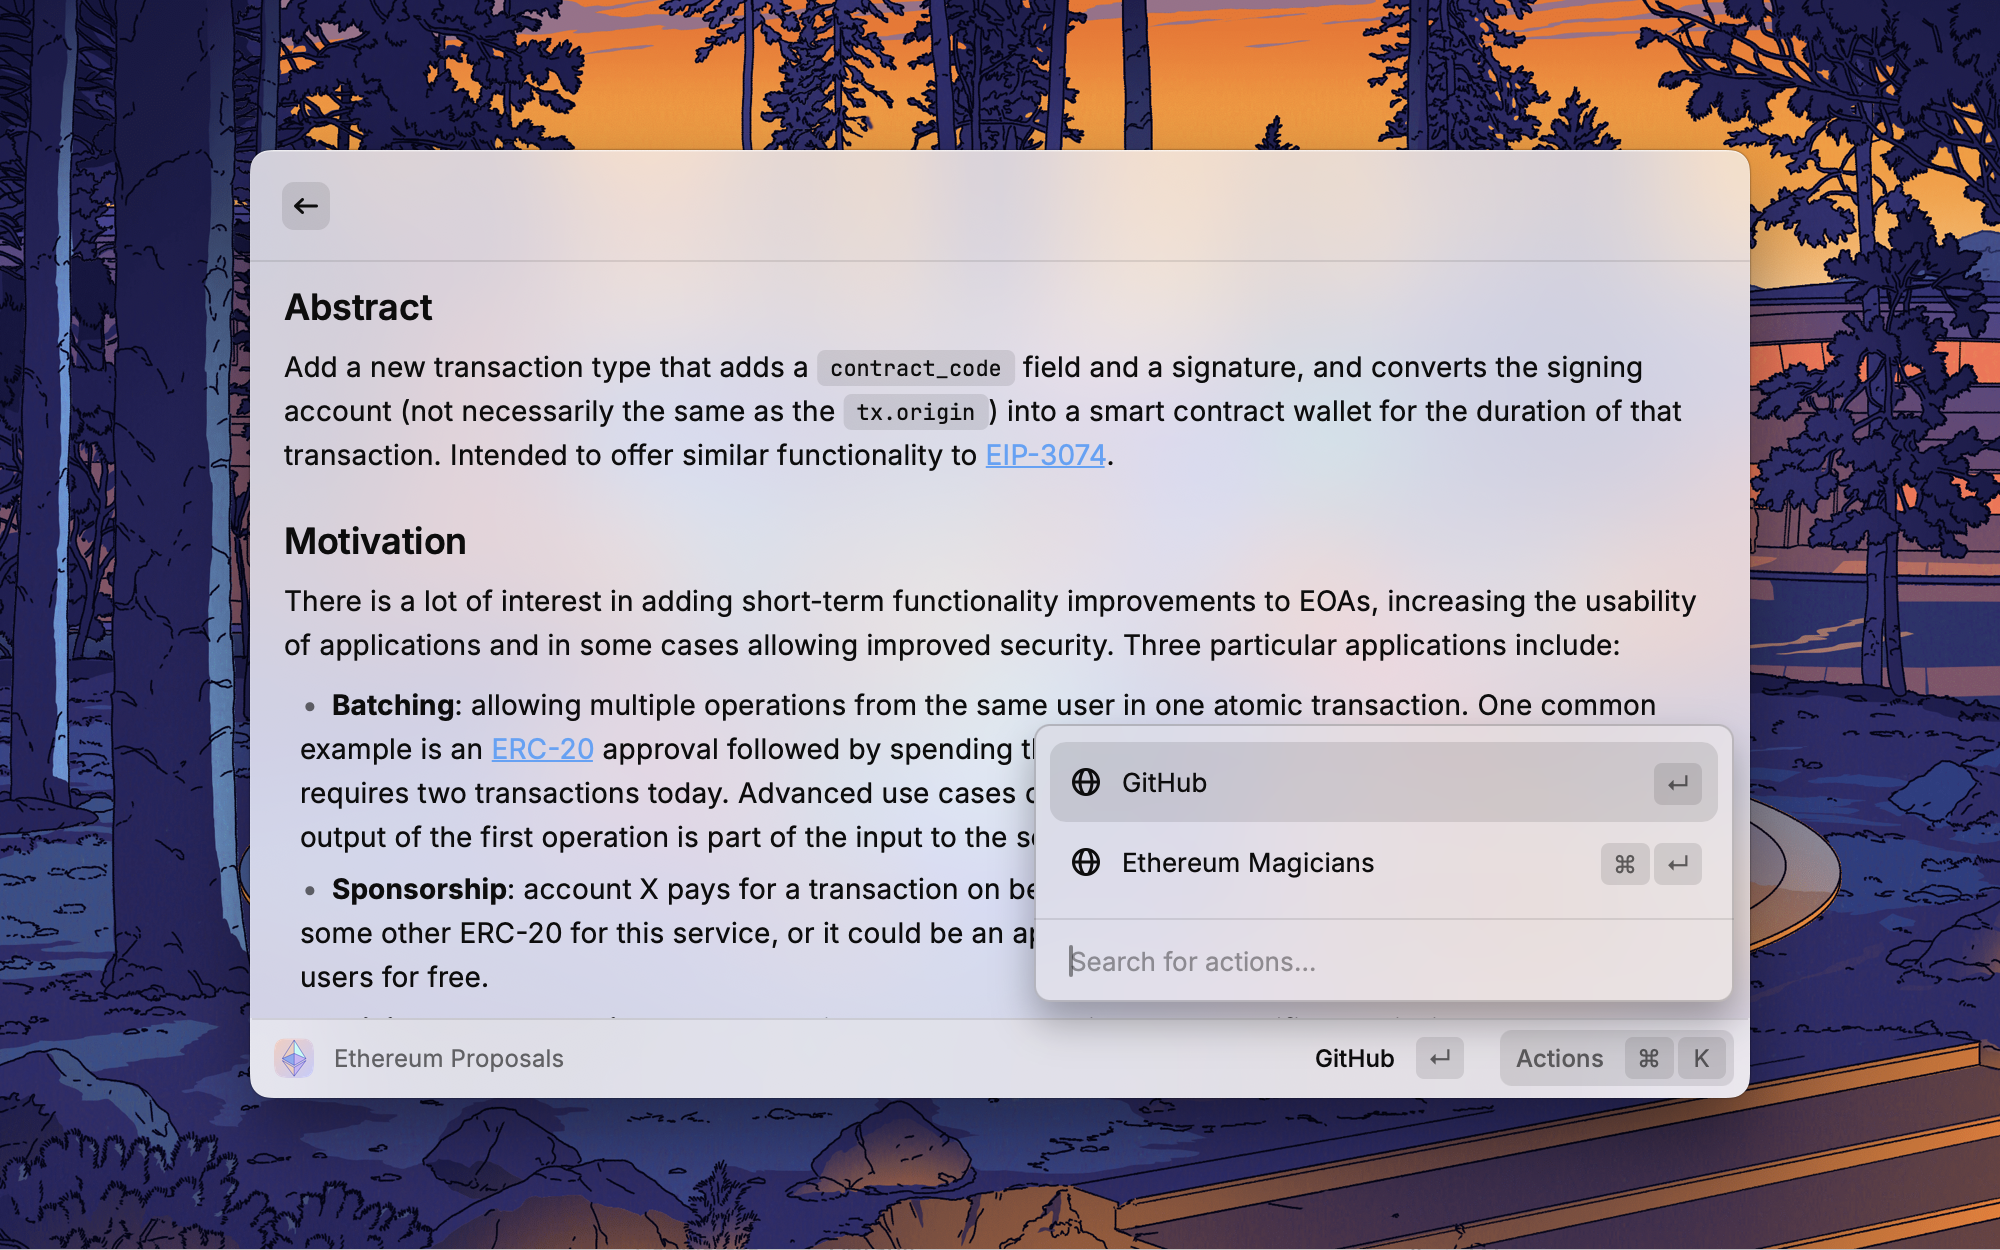 Abstract
Add a new transaction type that adds a contract_code field and a signature, and converts the signing
account (not necessarily the same as the tx.origin) into a smart contract wallet for the duration of that
transaction. Intended to offer similar functionality to EIP-3074.
Motivation
There is a lot of interest in adding short-term functionality improvements to EOAs, increasing the usability
of applications and in some cases allowing improved security. Three particular applications include:
• Batching: allowing multiple operations from the same user in one atomic transaction. One common
example is an ERC-20 approval followed by spending
requires two transactions today. Advanced use cases
output of the first operation is part of the input to the
• Sponsorship: account X pays for a transaction on
some other ERC-20 for this service, or it could be an
users for free.
GitHub ↵
Ethereum Magicians ⌘ ↵
Search for actions...
Ethereum Proposals
GitHub ↵ Actions ⌘ K